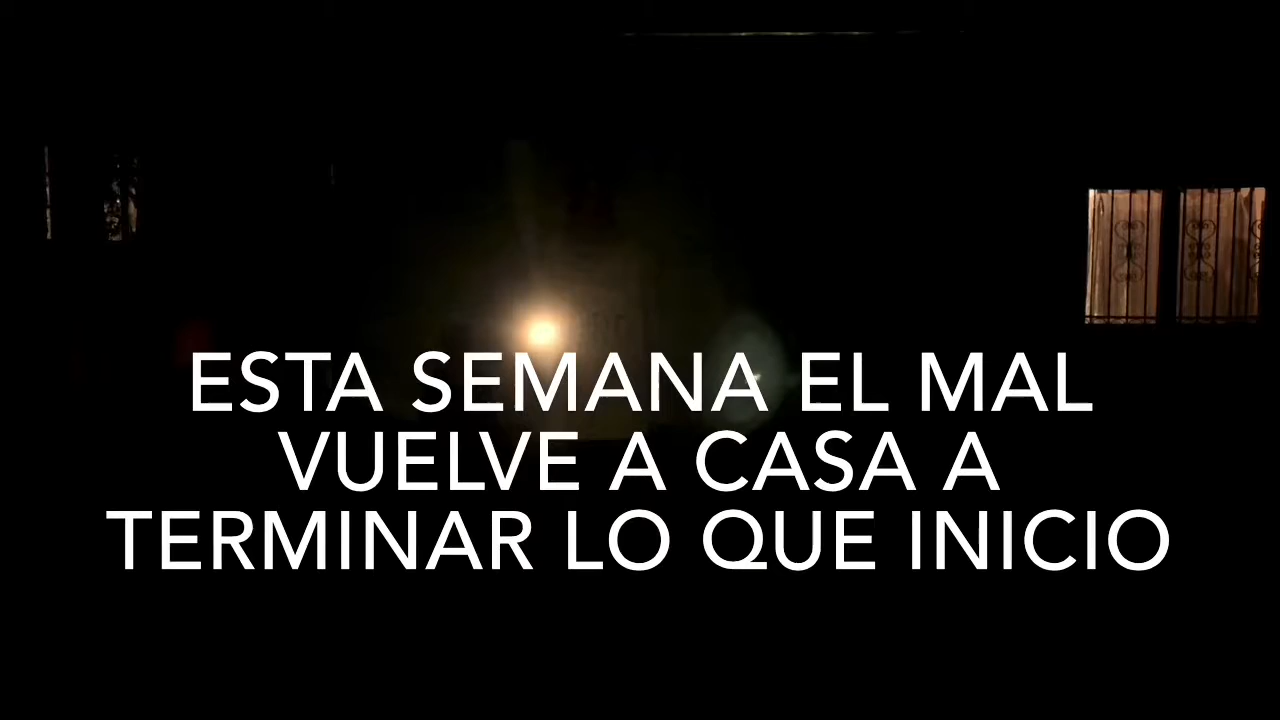 ESTA SEMANA EL MAL
VUELVE A CASA A
TERMINAR LO QUE INICIO